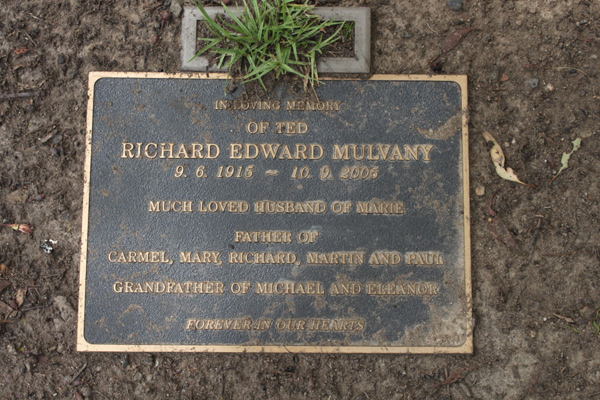 IN LOVING MEMORY
OF TED
RICHARD EDWARD MULVANY
9. 6. 1915 ~ 10. 9. 2005
MUCH LOVED HUSBAND OF MARIE
FATHER OF
CARMEL, MARY, RICHARD, MARTIN AND PAUL
GRANDFATHER OF MICHAEL AND ELEANOR
FOREVER IN OUR HEARTS